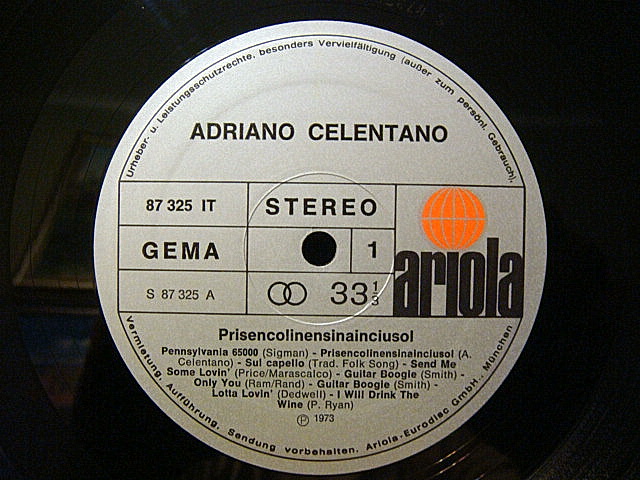 Urheber- u. Leistungsschutzrechte, besonders Vervielfältigung (außer zum persönl. Gebrauch),
ADRIANO CELENTANO
87 325 IT
STEREO
GEMA
1
S 87 325 A
33 1/3
ariola
Prisencolinensinainciusol
Pennsylvania 65000 (Sigman) - Prisencolinensinainciusol (A.
Celentano) - Sul capello (Trad. Folk Song) - Send Me
Some Lovin' (Price/Marascalco) - Guitar Boogie (Smith) -
Only You (Ram/Rand) - Guitar Boogie (Smith) -
Lotta Lovin' (Dedwell) - I Will Drink The
Wine (P. Ryan)
Ⓟ 1973
Vermietung, Aufführung, Sendung vorbehalten. Ariola-Eurodisc GmbH., München